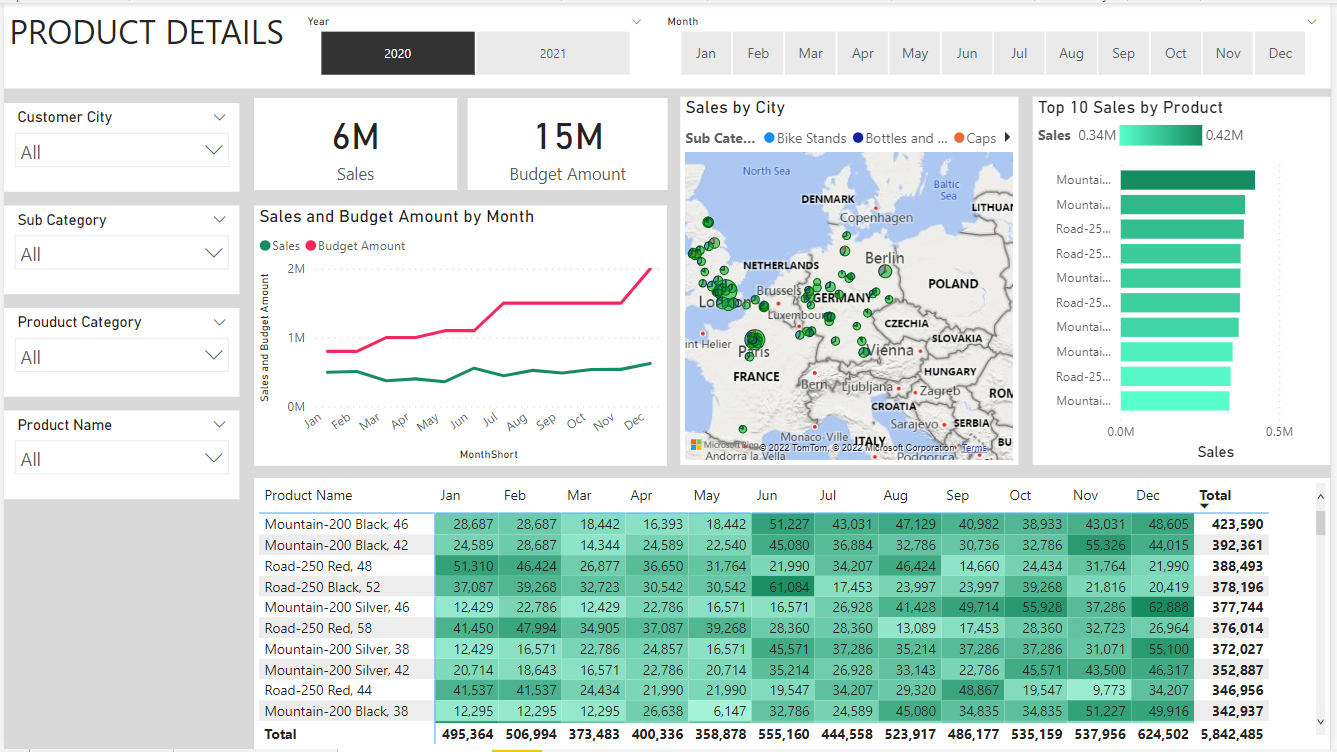 PRODUCT DETAILS
Year
2020 2021
Month
Jan Feb Mar Apr May Jun Jul Aug Sep Oct Nov Dec
Customer City
All
Sub Category
All
Prouduct Category
All
Product Name
All
6M
Sales
15M
Budget Amount
Sales and Budget Amount by Month
Sales Budget Amount
Sales and Budget Amount
2M
1M
0M
Jan Feb Mar Apr May Jun Jul Aug Sep Oct Nov Dec
MonthShort
Sales by City
Sub Cate... Bike Stands Bottles and ... Caps
North Sea
Baltic
Sea
DENMARK
LITHUAN
Copenhagen
Berlin
NETHERLANDS
POLAND
Brussels
GERMANY
Luxembourg
CZECHIA
int Helier
Paris
SLOVAKIA
Vienna
FRANCE
HUNGARY
Bern
Ljubljana
Zagreb
ROM
CROATIA
SERBIA
Sarajevo
Monaco-Ville
ITALY
BU
Microsoft Bing
© 2022 TomTom, © 2022 Microsoft Corporation Terms
Andorra la Vella
Podgorica
Top 10 Sales by Product
Sales 0.34M 0.42M
Mountai...
Mountai...
Road-25...
Road-25...
Mountai...
Road-25...
Mountai...
Mountai...
Road-25...
Mountai...
0.0M 0.5M
Sales
Product Name Jan Feb Mar Apr May Jun Jul Aug Sep Oct Nov Dec Total
Mountain-200 Black, 46 28,687 28,687 18,442 16,393 18,442 51,227 43,031 47,129 40,982 38,933 43,031 48,605 423,590
Mountain-200 Black, 42 24,589 28,687 14,344 24,589 22,540 45,080 36,884 32,786 30,736 32,786 55,326 44,015 392,361
Road-250 Red, 48 51,310 46,424 26,877 36,650 31,764 21,990 34,207 46,424 14,660 24,434 31,764 21,990 388,493
Road-250 Black, 52 37,087 39,268 32,723 30,542 30,542 61,084 17,453 23,997 23,997 39,268 21,816 20,419 378,196
Mountain-200 Silver, 46 12,429 22,786 12,429 22,786 16,571 16,571 26,928 41,428 49,714 55,928 37,286 62,888 377,744
Road-250 Red, 58 41,450 47,994 34,905 37,087 39,268 28,360 28,360 13,089 17,453 28,360 32,723 26,964 376,014
Mountain-200 Silver, 38 12,429 16,571 22,786 24,857 16,571 45,571 37,286 35,214 37,286 37,286 31,071 55,100 372,027
Mountain-200 Silver, 42 20,714 18,643 16,571 22,786 20,714 35,214 26,928 33,143 22,786 45,571 43,500 46,317 352,887
Road-250 Red, 44 41,537 41,537 24,434 21,990 21,990 19,547 34,207 29,320 48,867 19,547 9,773 34,207 346,956
Mountain-200 Black, 38 12,295 12,295 12,295 26,638 6,147 32,786 24,589 45,080 34,835 34,835 51,227 49,916 342,937
Total 495,364 506,994 373,483 400,336 358,878 555,160 444,558 523,917 486,177 535,159 537,956 624,502 5,842,485